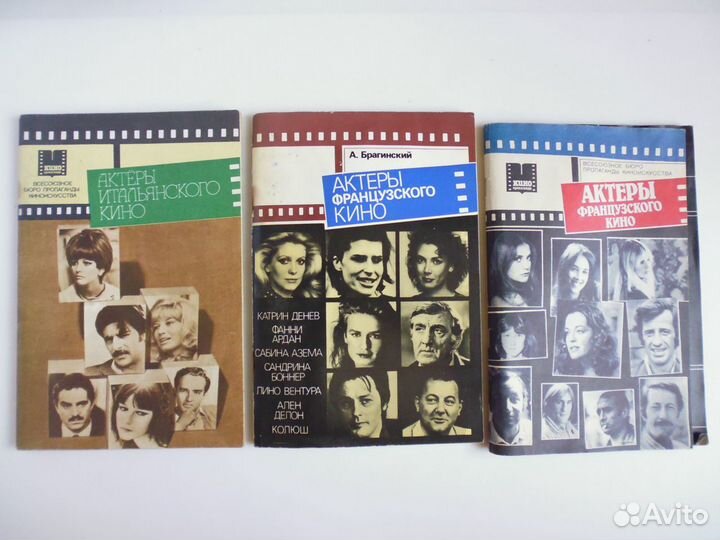 КИНО
ВСЕСОЮЗНОЕ
БЮРО ПРОПАГАНДЫ
КИНОИСКУССТВА
АКТЕРЫ
ИТАЛЬЯНСКОГО
КИНО
А. Брагинский
АКТЕРЫ
ФРАНЦУЗСКОГО
КИНО
КАТРИН ДЕНЕВ
ФАННИ
АРДАН
САБИНА АЗЕМА
САНДРИНА
БОННЕР
ЛИНО ВЕНТУРА
АЛЕН
ДЕЛОН
КОЛЮШ
КИНО
ВСЕСОЮЗНОЕ БЮРО
ПРОПАГАНДЫ КИНОИСКУССТВА
АКТЕРЫ
ФРАНЦУЗСКОГО
КИНО
Avito